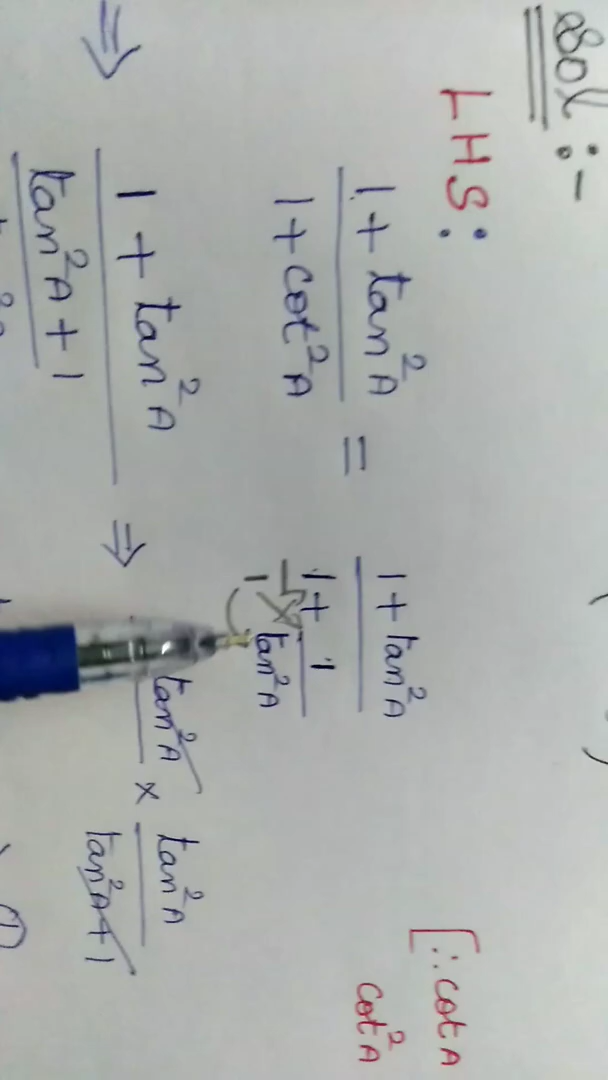 Sol :-
LHS:
[∵ cot A
cot²A
1 + tan²A / 1 + cot²A = 1 + tan²A / 1 + 1/tan²A
1
⇒ 1 + tan²A / tan²A + 1 ⇒ tan²A × tan²A / tan²A + 1
tan²A